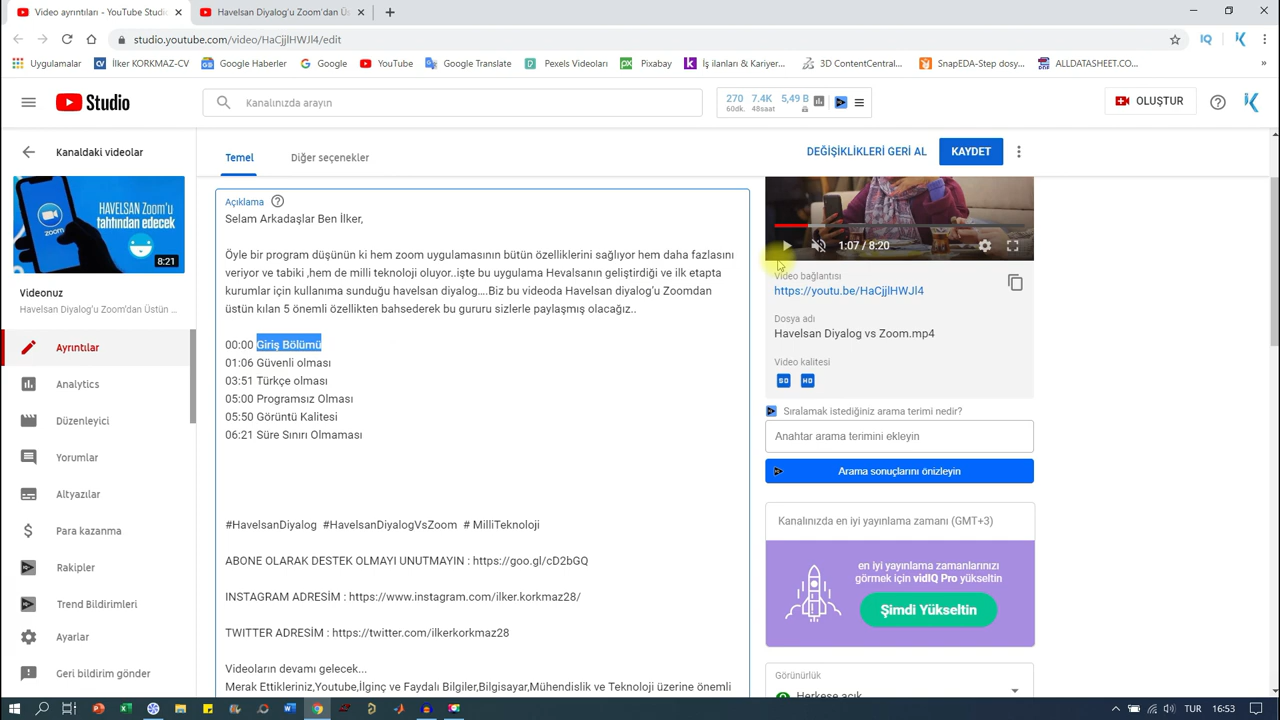 Video ayrıntıları - YouTube Studi
Havelsan Diyalog'u Zoom'dan Üs
studio.youtube.com/video/HaCjjlHWJl4/edit
IQ
Uygulamalar
İlker KORKMAZ-CV
Google Haberler
Google
YouTube
Google Translate
Pexels Videoları
Pixabay
İş ilanları & Kariyer...
3D ContentCentral...
SnapEDA-Step dosy...
ALLDATASHEET.CO...
Studio
Kanalınızda arayın
270 7.4K 5,49 B
60dk. 48saat
OLUŞTUR
Kanaldaki videolar
Temel
Diğer seçenekler
DEĞİŞİKLİKLERİ GERİ AL
KAYDET
HAVELSAN Zoom'u
tahtından edecek
zoom
8:21
Videonuz
Havelsan Diyalog'u Zoom'dan Üstün ...
Ayrıntılar
Analytics
Düzenleyici
Yorumlar
Altyazılar
Para kazanma
Rakipler
Trend Bildirimleri
Ayarlar
Geri bildirim gönder
Açıklama
Selam Arkadaşlar Ben İlker,
Öyle bir program düşünün ki hem zoom uygulamasının bütün özelliklerini sağlıyor hem daha fazlasını
veriyor ve tabiki ,hem de milli teknoloji oluyor..işte bu uygulama Hevalsanın geliştirdiği ve ilk etapta
kurumlar için kullanıma sunduğu havelsan diyalog....Biz bu videoda Havelsan diyalog'u Zoomdan
üstün kılan 5 önemli özellikten bahsederek bu gururu sizlerle paylaşmış olacağız..
00:00 Giriş Bölümü
01:06 Güvenli olması
03:51 Türkçe olması
05:00 Programsız Olması
05:50 Görüntü Kalitesi
06:21 Süre Sınırı Olmaması
#HavelsanDiyalog #HavelsanDiyalogVsZoom # MilliTeknoloji
ABONE OLARAK DESTEK OLMAYI UNUTMAYIN : https://goo.gl/cD2bGQ
INSTAGRAM ADRESİM : https://www.instagram.com/ilker.korkmaz28/
TWITTER ADRESİM : https://twitter.com/ilkerkorkmaz28
Videoların devamı gelecek...
Merak Ettikleriniz,Youtube,İlginç ve Faydalı Bilgiler,Bilgisayar,Mühendislik ve Teknoloji üzerine önemli
1:07 / 8:20
Video bağlantısı
https://youtu.be/HaCjjlHWJl4
Dosya adı
Havelsan Diyalog vs Zoom.mp4
Video kalitesi
SD HD
Sıralamak istediğiniz arama terimi nedir?
Anahtar arama terimini ekleyin
Arama sonuçlarını önizleyin
Kanalınızda en iyi yayınlama zamanı (GMT+3)
en iyi yayınlama zamanlarınızı
görmek için vidIQ Pro yükseltin
Şimdi Yükseltin
Görünürlük
Herkese açık
TUR
16:53